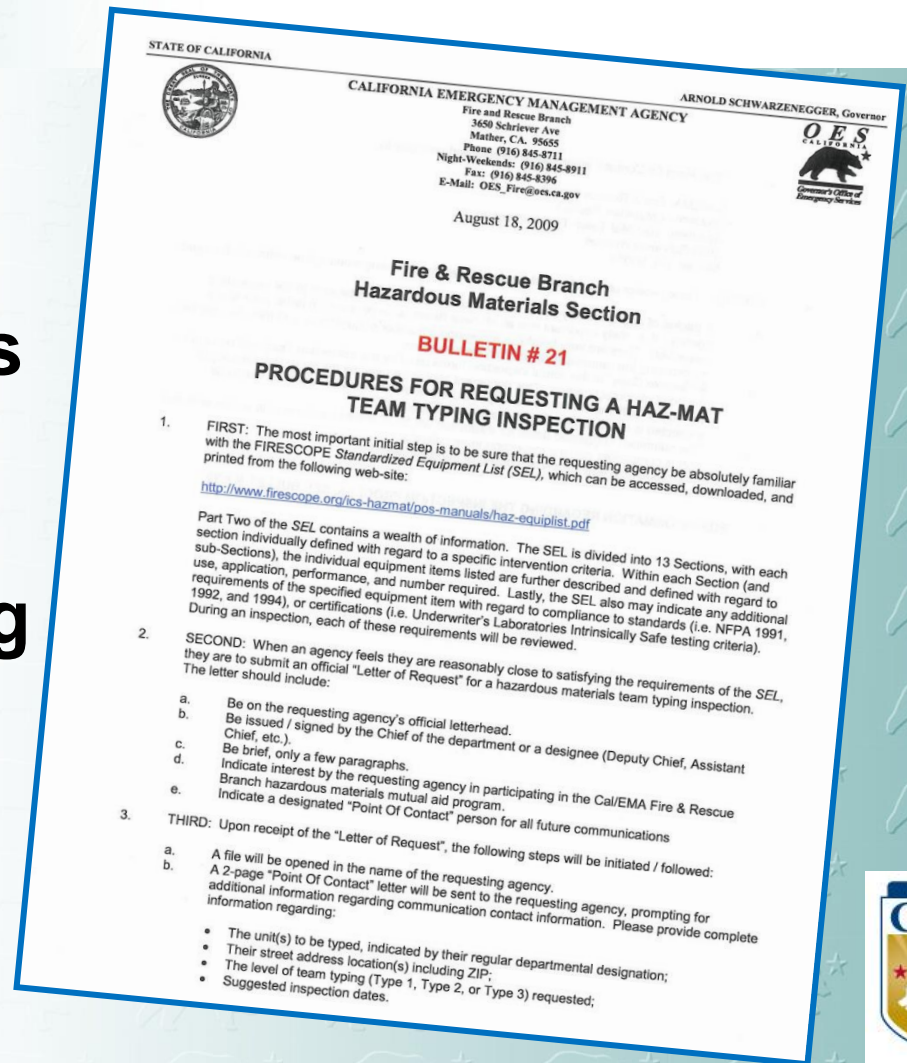 s
g
STATE OF CALIFORNIA
ARNOLD SCHWARZENEGGER, Governor
CALIFORNIA EMERGENCY MANAGEMENT AGENCY
Fire and Rescue Branch
3650 Schriever Ave
Mather, CA. 95655
Phone (916) 845-8711
Night-Weekends: (916) 845-8911
Fax: (916) 845-8396
E-Mail: OES_Fire@oes.ca.gov
OES
CALIFORNIA
Governor's Office of
Emergency Services
August 18, 2009
Fire & Rescue Branch
Hazardous Materials Section
BULLETIN # 21
PROCEDURES FOR REQUESTING A HAZ-MAT
TEAM TYPING INSPECTION
1. FIRST: The most important initial step is to be sure that the requesting agency be absolutely familiar
with the FIRESCOPE Standardized Equipment List (SEL), which can be accessed, downloaded, and
printed from the following web-site:
http://www.firescope.org/ics-hazmat/pos-manuals/haz-equiplist.pdf
Part Two of the SEL contains a wealth of information. The SEL is divided into 13 Sections, with each
section individually defined with regard to a specific intervention criteria. Within each Section (and
sub-Sections), the individual equipment items listed are further described and defined with regard to
use, application, performance, and number required. Lastly, the SEL also may indicate any additional
requirements of the specified equipment item with regard to compliance to standards (i.e. NFPA 1991,
1992, and 1994), or certifications (i.e. Underwriter's Laboratories Intrinsically Safe testing criteria).
During an inspection, each of these requirements will be reviewed.
2. SECOND: When an agency feels they are reasonably close to satisfying the requirements of the SEL,
they are to submit an official "Letter of Request" for a hazardous materials team typing inspection.
The letter should include:
a. Be on the requesting agency's official letterhead.
b. Be issued / signed by the Chief of the department or a designee (Deputy Chief, Assistant
Chief, etc.).
c. Be brief, only a few paragraphs.
d. Indicate interest by the requesting agency in participating in the Cal/EMA Fire & Rescue
Branch hazardous materials mutual aid program.
e. Indicate a designated "Point Of Contact" person for all future communications
3. THIRD: Upon receipt of the "Letter of Request", the following steps will be initiated / followed:
a. A file will be opened in the name of the requesting agency.
b. A 2-page "Point Of Contact" letter will be sent to the requesting agency, prompting for
additional information regarding communication contact information. Please provide complete
information regarding:
• The unit(s) to be typed, indicated by their regular departmental designation;
• Their street address location(s) including ZIP;
• The level of team typing (Type 1, Type 2, or Type 3) requested;
• Suggested inspection dates.